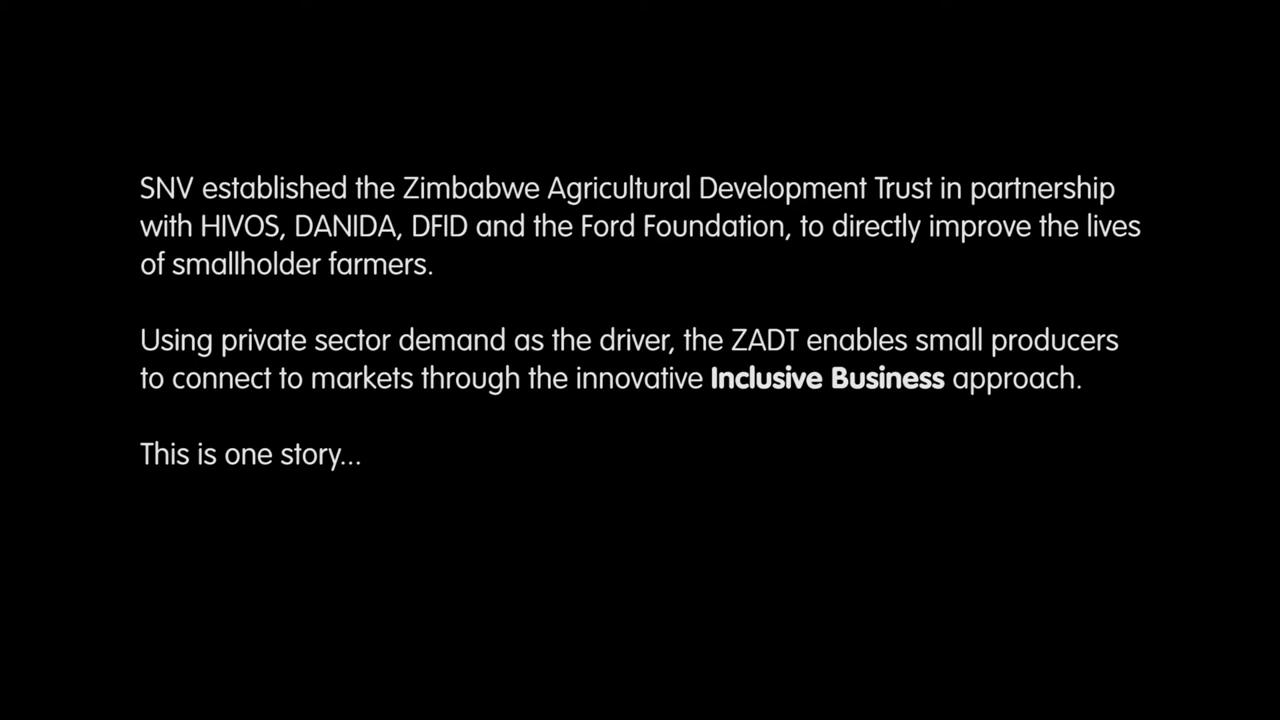 SNV established the Zimbabwe Agricultural Development Trust in partnership
with HIVOS, DANIDA, DFID and the Ford Foundation, to directly improve the lives
of smallholder farmers.
Using private sector demand as the driver, the ZADT enables small producers
to connect to markets through the innovative Inclusive Business approach.
This is one story...